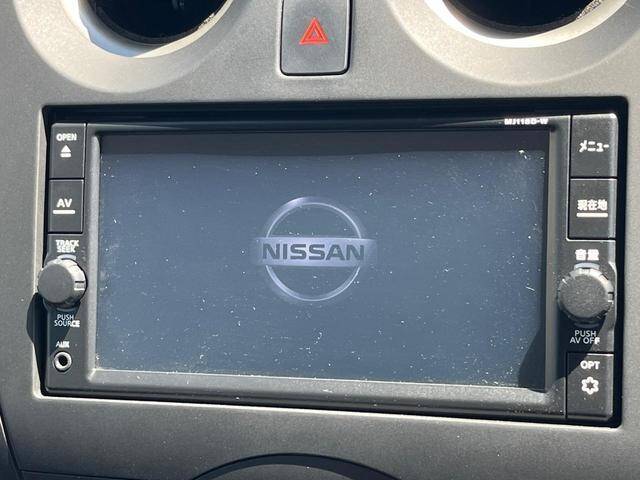 MJ118D-W
OPEN
AV
TRACK
SEEK
PUSH
SOURCE
AUX
NISSAN
メニュー
現在地
音量
PUSH
AV OFF
OPT